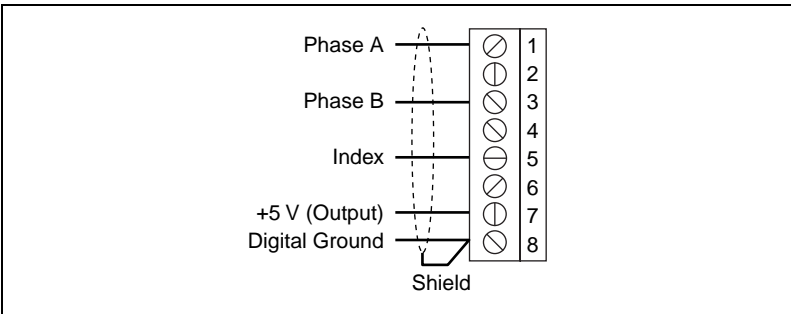 Phase A
1
2
Phase B
3
4
Index
5
6
+5 V (Output)
7
Digital Ground
8
Shield